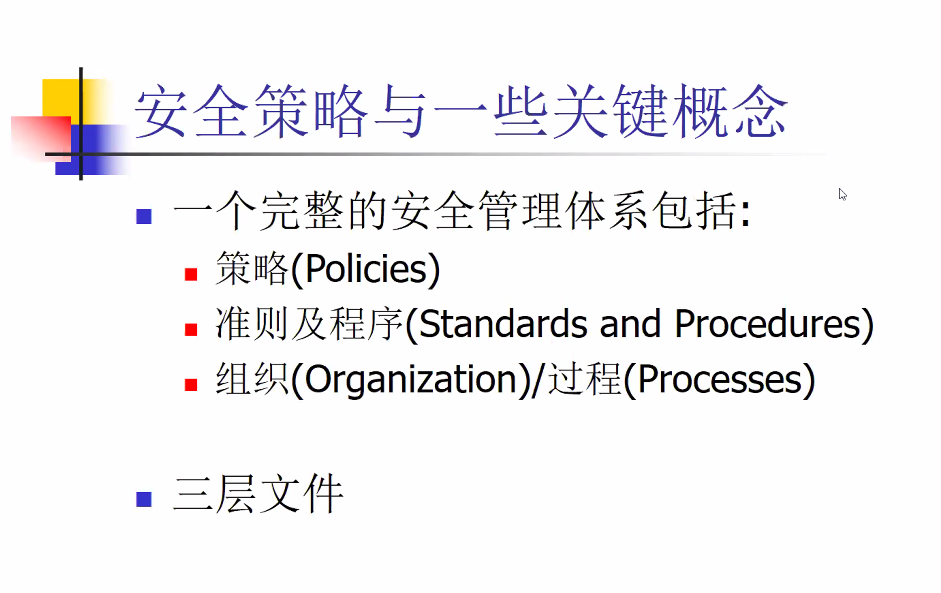 安全策略与一些关键概念
一个完整的安全管理体系包括:
策略(Policies)
准则及程序(Standards and Procedures)
组织(Organization)/过程(Processes)
三层文件